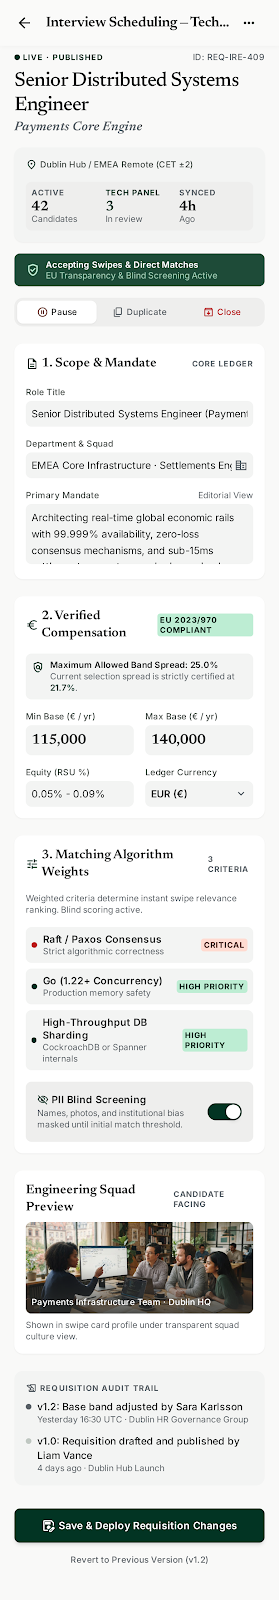 Interview Scheduling – Tech...
LIVE · PUBLISHED
ID: REQ-IRE-409
Senior Distributed Systems
Engineer
Payments Core Engine
Dublin Hub / EMEA Remote (CET ±2)
ACTIVE
42
Candidates
TECH PANEL
3
In review
SYNCED
4h
Ago
Accepting Swipes & Direct Matches
EU Transparency & Blind Screening Active
Pause
Duplicate
Close
1. Scope & Mandate
CORE LEDGER
Role Title
Senior Distributed Systems Engineer (Payment
Department & Squad
EMEA Core Infrastructure · Settlements Eng
Primary Mandate
Editorial View
Architecting real-time global economic rails
with 99.999% availability, zero-loss
consensus mechanisms, and sub-15ms
2. Verified
Compensation
EU 2023/970
COMPLIANT
Maximum Allowed Band Spread: 25.0%
Current selection spread is strictly certified at
21.7%.
Min Base (€ / yr)
115,000
Max Base (€ / yr)
140,000
Equity (RSU %)
0.05% - 0.09%
Ledger Currency
EUR (€)
3. Matching Algorithm
Weights
3
CRITERIA
Weighted criteria determine instant swipe relevance
ranking. Blind scoring active.
Raft / Paxos Consensus
Strict algorithmic correctness
CRITICAL
Go (1.22+ Concurrency)
Production memory safety
HIGH PRIORITY
High-Throughput DB
Sharding
CockroachDB or Spanner
internals
HIGH
PRIORITY
PII Blind Screening
Names, photos, and institutional bias
masked until initial match threshold.
Engineering Squad
Preview
CANDIDATE
FACING
Payments Infrastructure Team · Dublin HQ
Shown in swipe card profile under transparent squad
culture view.
REQUISITION AUDIT TRAIL
v1.2: Base band adjusted by Sara Karlsson
Yesterday 16:30 UTC · Dublin HR Governance Group
v1.0: Requisition drafted and published by
Liam Vance
4 days ago · Dublin Hub Launch
Save & Deploy Requisition Changes
Revert to Previous Version (v1.2)